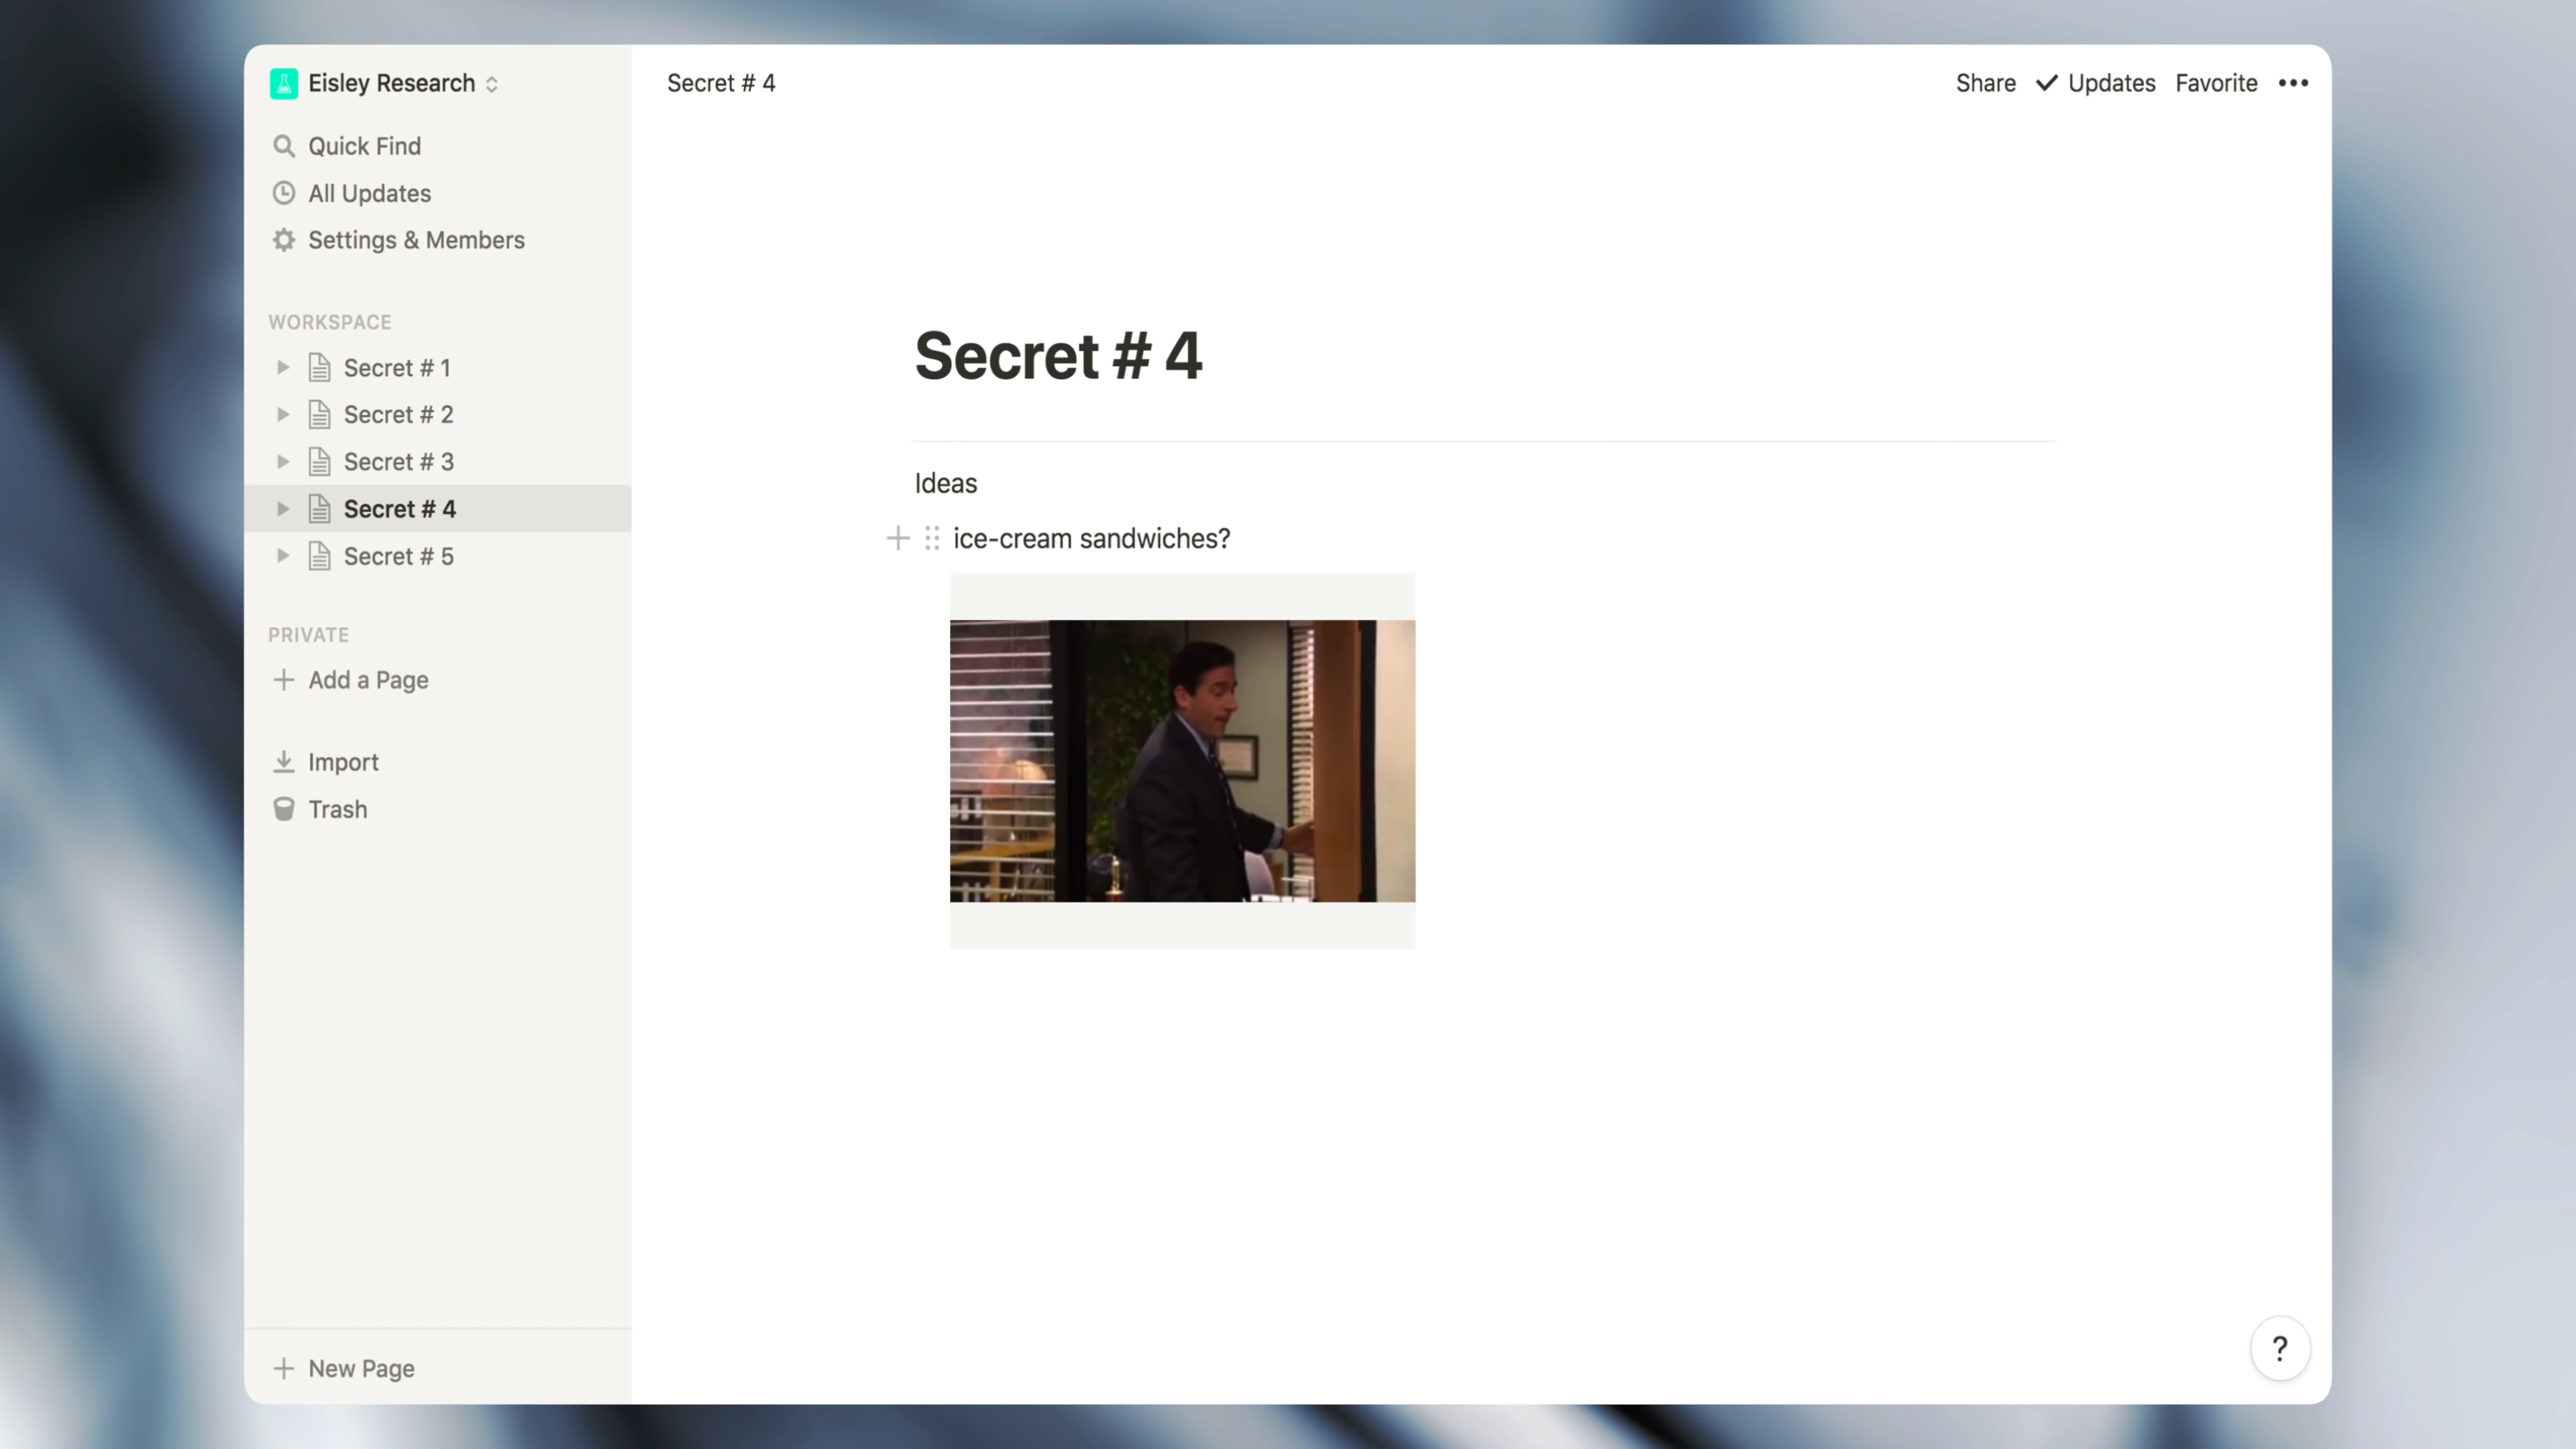 Eisley Research
Quick Find
All Updates
Settings & Members
WORKSPACE
Secret # 1
Secret # 2
Secret # 3
Secret # 4
Secret # 5
PRIVATE
Add a Page
Import
Trash
New Page
Secret # 4
Share Updates Favorite •••
Secret # 4
Ideas
ice-cream sandwiches?
?